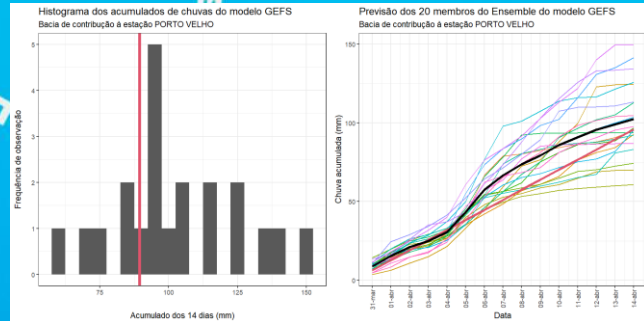 Histograma dos acumulados de chuvas do modelo GEFS
Bacia de contribução á estação PORTO VELHO
Frequência de observação
5
4
3
2
1
0
75
100
125
150
Acumulado dos 14 dias (mm)
Previsão dos 20 membros do Ensemble do modelo GEFS
Bacia de contribução á estação PORTO VELHO
Chuva acumulada (mm)
150
100
50
0
31-mar
01-abr
02-abr
03-abr
04-abr
05-abr
06-abr
07-abr
08-abr
09-abr
10-abr
11-abr
12-abr
13-abr
14-abr
Data